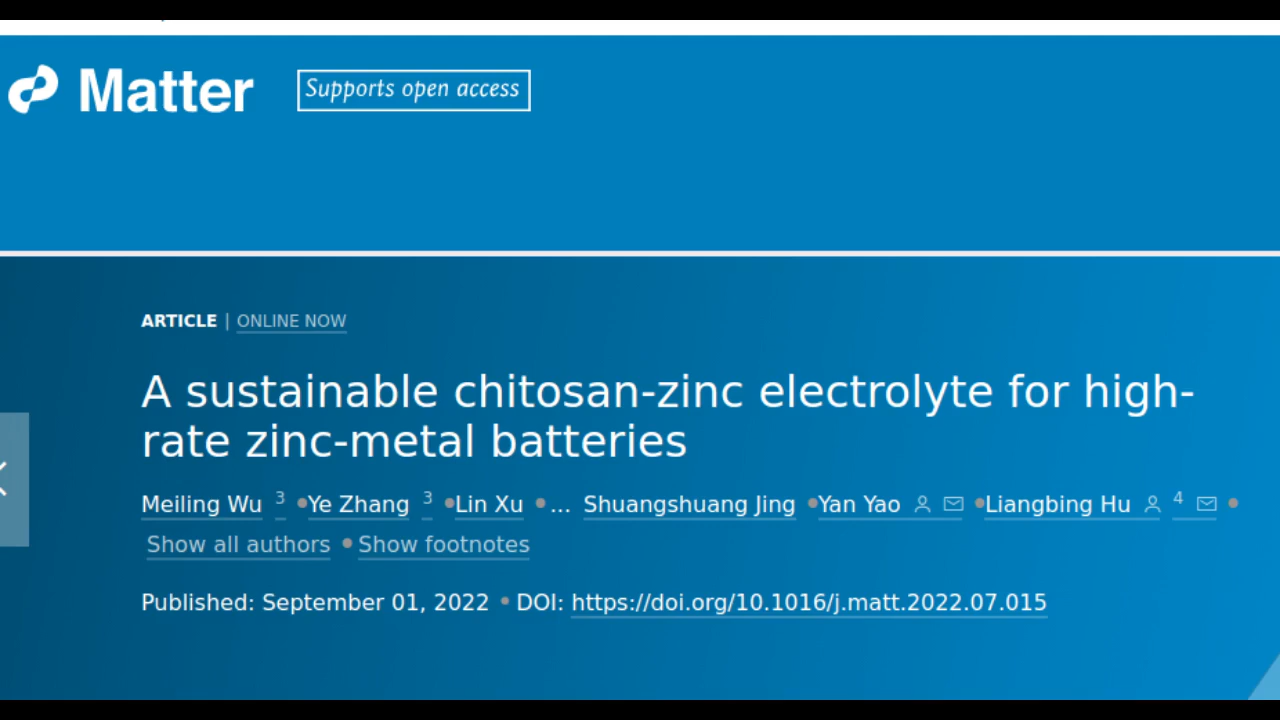 Matter
Supports open access
ARTICLE | ONLINE NOW
A sustainable chitosan-zinc electrolyte for high-
rate zinc-metal batteries
Meiling Wu 3 •Ye Zhang 3 •Lin Xu •... Shuangshuang Jing •Yan Yao •Liangbing Hu 4 •
Show all authors •Show footnotes
Published: September 01, 2022 •DOI: https://doi.org/10.1016/j.matt.2022.07.015